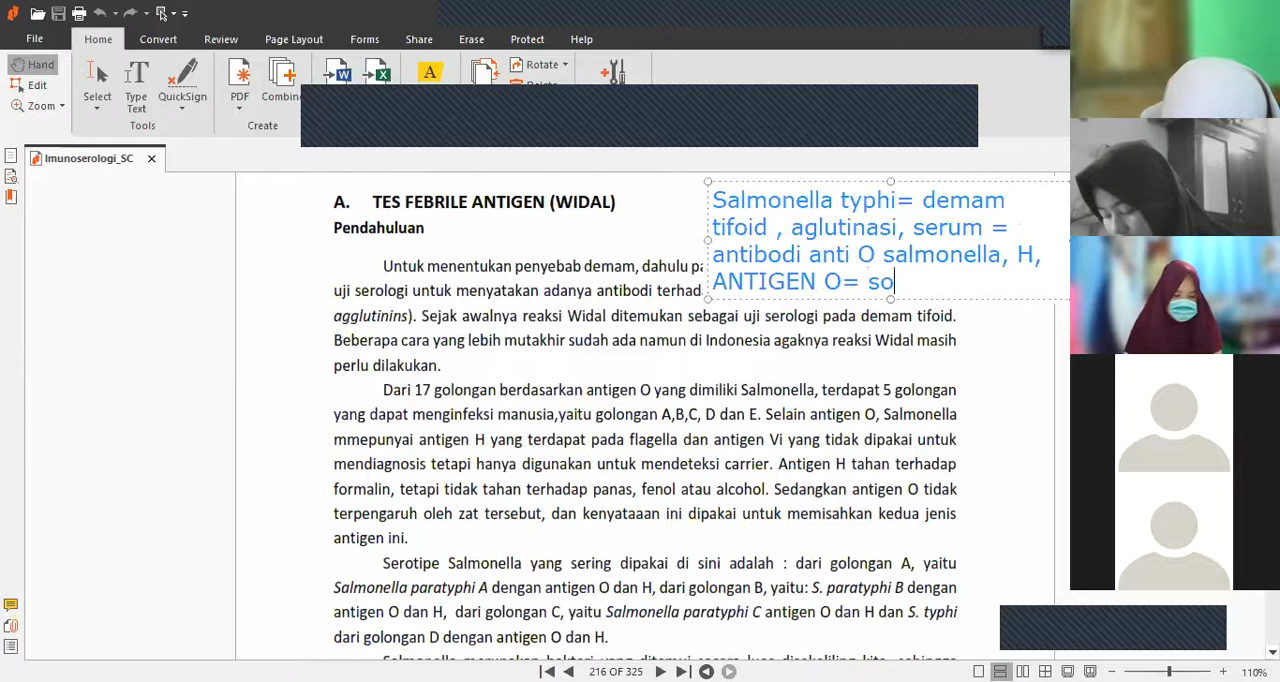 File Home Convert Review Page Layout Forms Share Erase Protect Help
Hand
Edit
Zoom
Select
Type Text
QuickSign
Tools
PDF
Combine
Create
Rotate
Imunoserologi_SC
A. TES FEBRILE ANTIGEN (WIDAL)
Pendahuluan
Salmonella typhi= demam
tifoid , aglutinasi, serum =
antibodi anti O salmonella, H,
ANTIGEN O= so
Untuk menentukan penyebab demam, dahulu pa
uji serologi untuk menyatakan adanya antibodi terhad
agglutinins). Sejak awalnya reaksi Widal ditemukan sebagai uji serologi pada demam tifoid.
Beberapa cara yang lebih mutakhir sudah ada namun di Indonesia agaknya reaksi Widal masih
perlu dilakukan.
Dari 17 golongan berdasarkan antigen O yang dimiliki Salmonella, terdapat 5 golongan
yang dapat menginfeksi manusia,yaitu golongan A,B,C, D dan E. Selain antigen O, Salmonella
mmepunyai antigen H yang terdapat pada flagella dan antigen Vi yang tidak dipakai untuk
mendiagnosis tetapi hanya digunakan untuk mendeteksi carrier. Antigen H tahan terhadap
formalin, tetapi tidak tahan terhadap panas, fenol atau alcohol. Sedangkan antigen O tidak
terpengaruh oleh zat tersebut, dan kenyataaan ini dipakai untuk memisahkan kedua jenis
antigen ini.
Serotipe Salmonella yang sering dipakai di sini adalah : dari golongan A, yaitu
Salmonella paratyphi A dengan antigen O dan H, dari golongan B, yaitu: S. paratyphi B dengan
antigen O dan H, dari golongan C, yaitu Salmonella paratyphi C antigen O dan H dan S. typhi
dari golongan D dengan antigen O dan H.
216 OF 325
110%